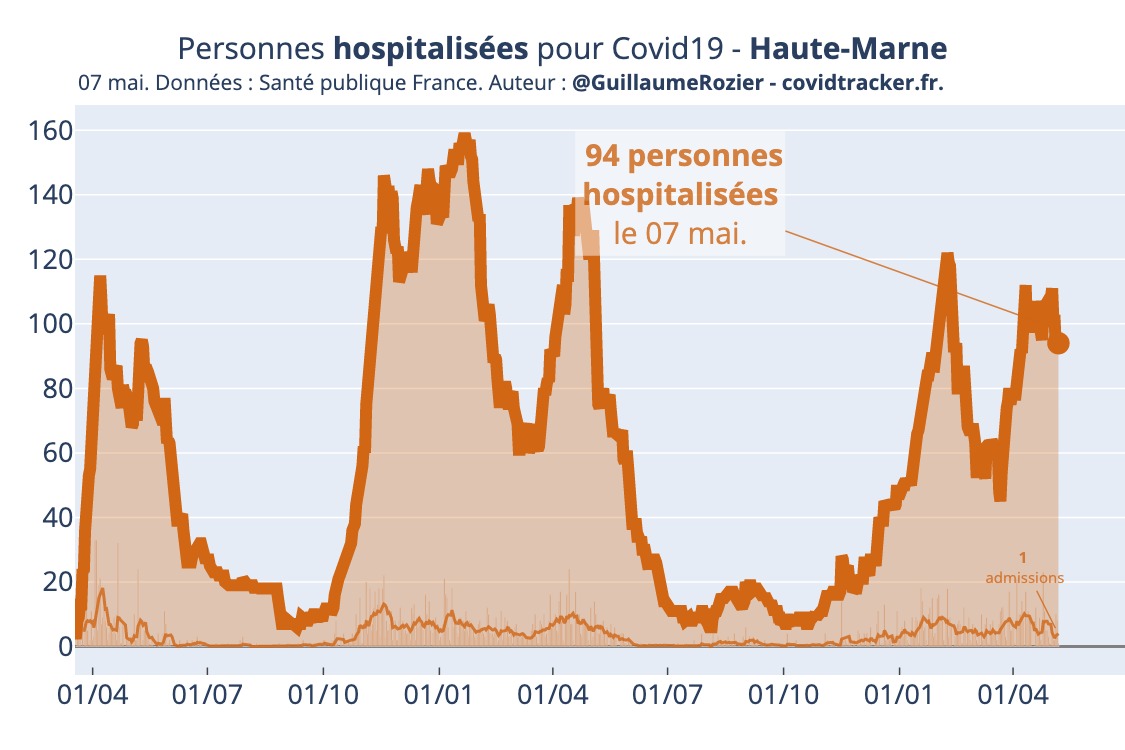 Personnes hospitalisées pour Covid19 - Haute-Marne
07 mai. Données : Santé publique France. Auteur : @GuillaumeRozier - covidtracker.fr.
160
140
120
100
80
60
40
20
0
94 personnes
hospitalisées
le 07 mai.
1
admissions
01/04 01/07 01/10 01/01 01/04 01/07 01/10 01/01 01/04